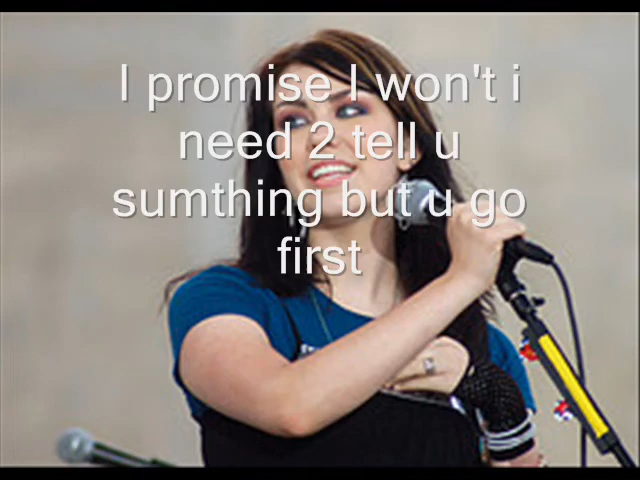 I promise I won't i
need 2 tell u
sumthing but u go
first